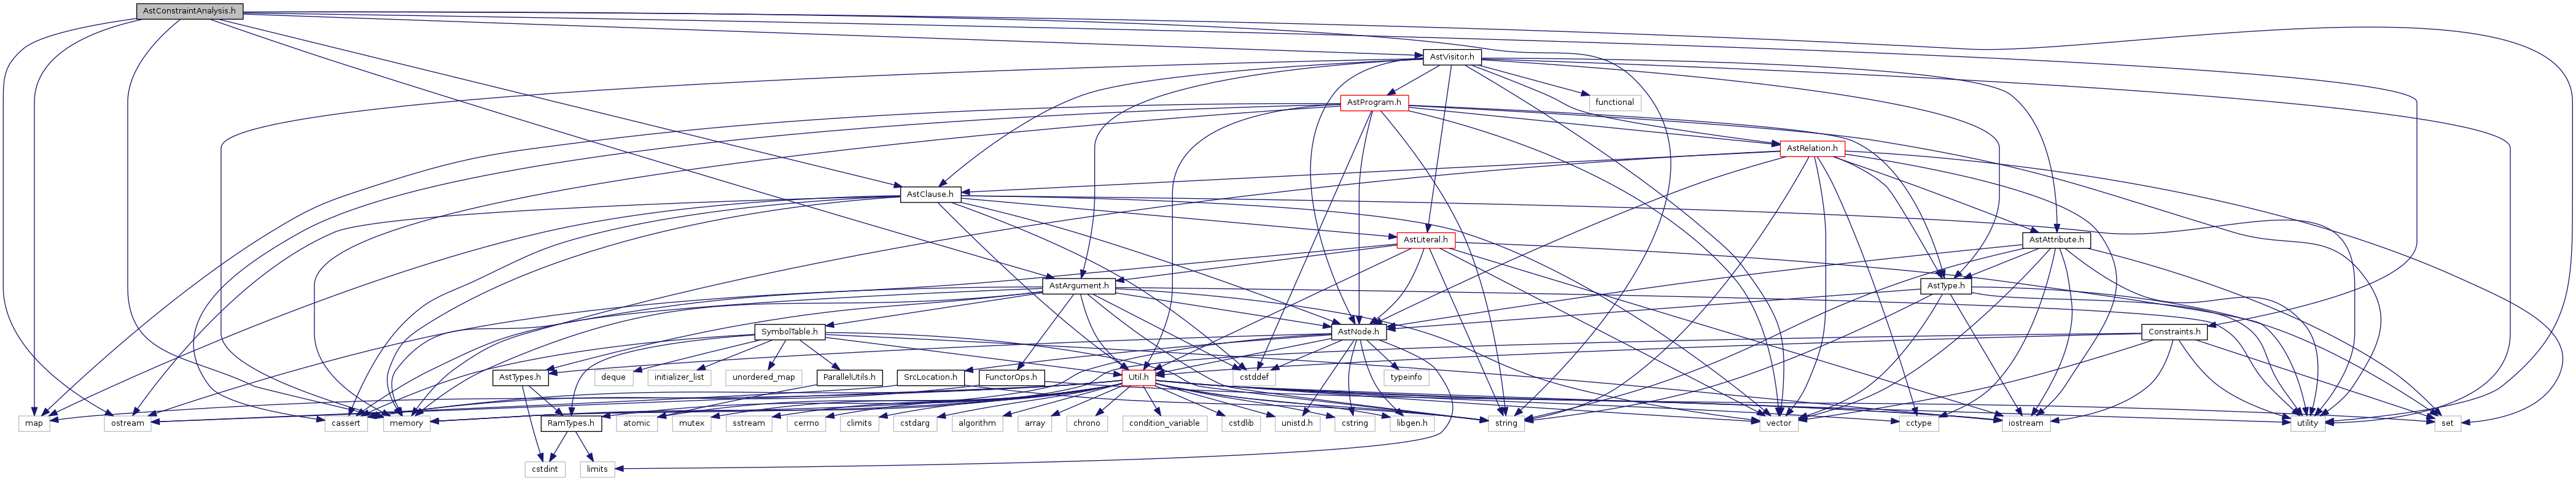 AstConstraintAnalysis.h
AstVisitor.h
AstProgram.h
functional
AstRelation.h
AstClause.h
AstLiteral.h
AstAttribute.h
AstArgument.h
AstType.h
SymbolTable.h
AstNode.h
Constraints.h
AstTypes.h
deque
initializer_list
unordered_map
ParallelUtils.h
SrcLocation.h
FunctorOps.h
Util.h
cstddef
typeinfo
map
ostream
cassert
memory
RamTypes.h
atomic
mutex
sstream
cerrno
climits
cstdarg
algorithm
array
chrono
condition_variable
cstdlib
unistd.h
cstring
libgen.h
string
vector
cctype
iostream
utility
set
cstdint
limits